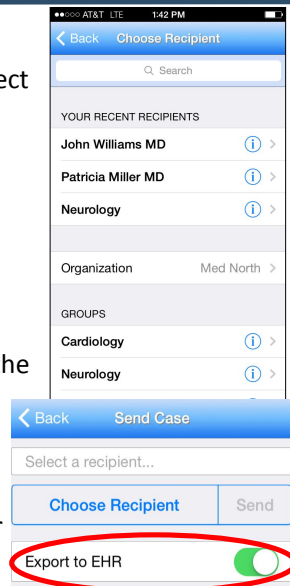 AT&T LTE 1:42 PM
Back Choose Recipient
Search
ect
YOUR RECENT RECIPIENTS
John Williams MD
Patricia Miller MD
Neurology
Organization Med North
GROUPS
Cardiology
he
Neurology
Back Send Case
Select a recipient...
Choose Recipient Send
.
Export to EHR